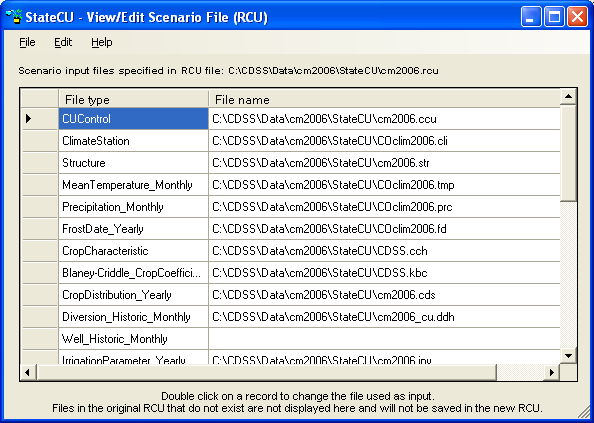 StateCU - View/Edit Scenario File (RCU)
File Edit Help
Scenario input files specified in RCU file: C:\CDSS\Data\cm2006\StateCU\cm2006.rcu
File type File name
CUControl C:\CDSS\Data\cm2006\StateCU\cm2006.ccu
ClimateStation C:\CDSS\Data\cm2006\StateCU\COclim2006.cli
Structure C:\CDSS\Data\cm2006\StateCU\cm2006.str
MeanTemperature_Monthly C:\CDSS\Data\cm2006\StateCU\COclim2006.tmp
Precipitation_Monthly C:\CDSS\Data\cm2006\StateCU\COclim2006.prc
FrostDate_Yearly C:\CDSS\Data\cm2006\StateCU\COclim2006.fd
CropCharacteristic C:\CDSS\Data\cm2006\StateCU\CDSS.cch
Blaney-Criddle_CropCoeffici... C:\CDSS\Data\cm2006\StateCU\CDSS.kbc
CropDistribution_Yearly C:\CDSS\Data\cm2006\StateCU\cm2006.cds
Diversion_Historic_Monthly C:\CDSS\Data\cm2006\StateCU\cm2006_cu.ddh
Well_Historic_Monthly
IrrigationParameter_Yearly C:\CDSS\Data\cm2006\StateCU\cm2006.ipy
Double click on a record to change the file used as input.
Files in the original RCU that do not exist are not displayed here and will not be saved in the new RCU.